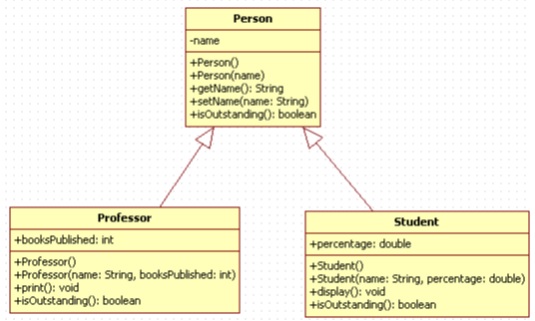 Person
-name
+Person()
+Person(name)
+getName(): String
+setName(name: String)
+isOutstanding(): boolean
Professor
+booksPublished: int
+Professor()
+Professor(name: String, booksPublished: int)
+print(): void
+isOutstanding(): boolean
Student
+percentage: double
+Student()
+Student(name: String, percentage: double)
+display(): void
+isOutstanding(): boolean